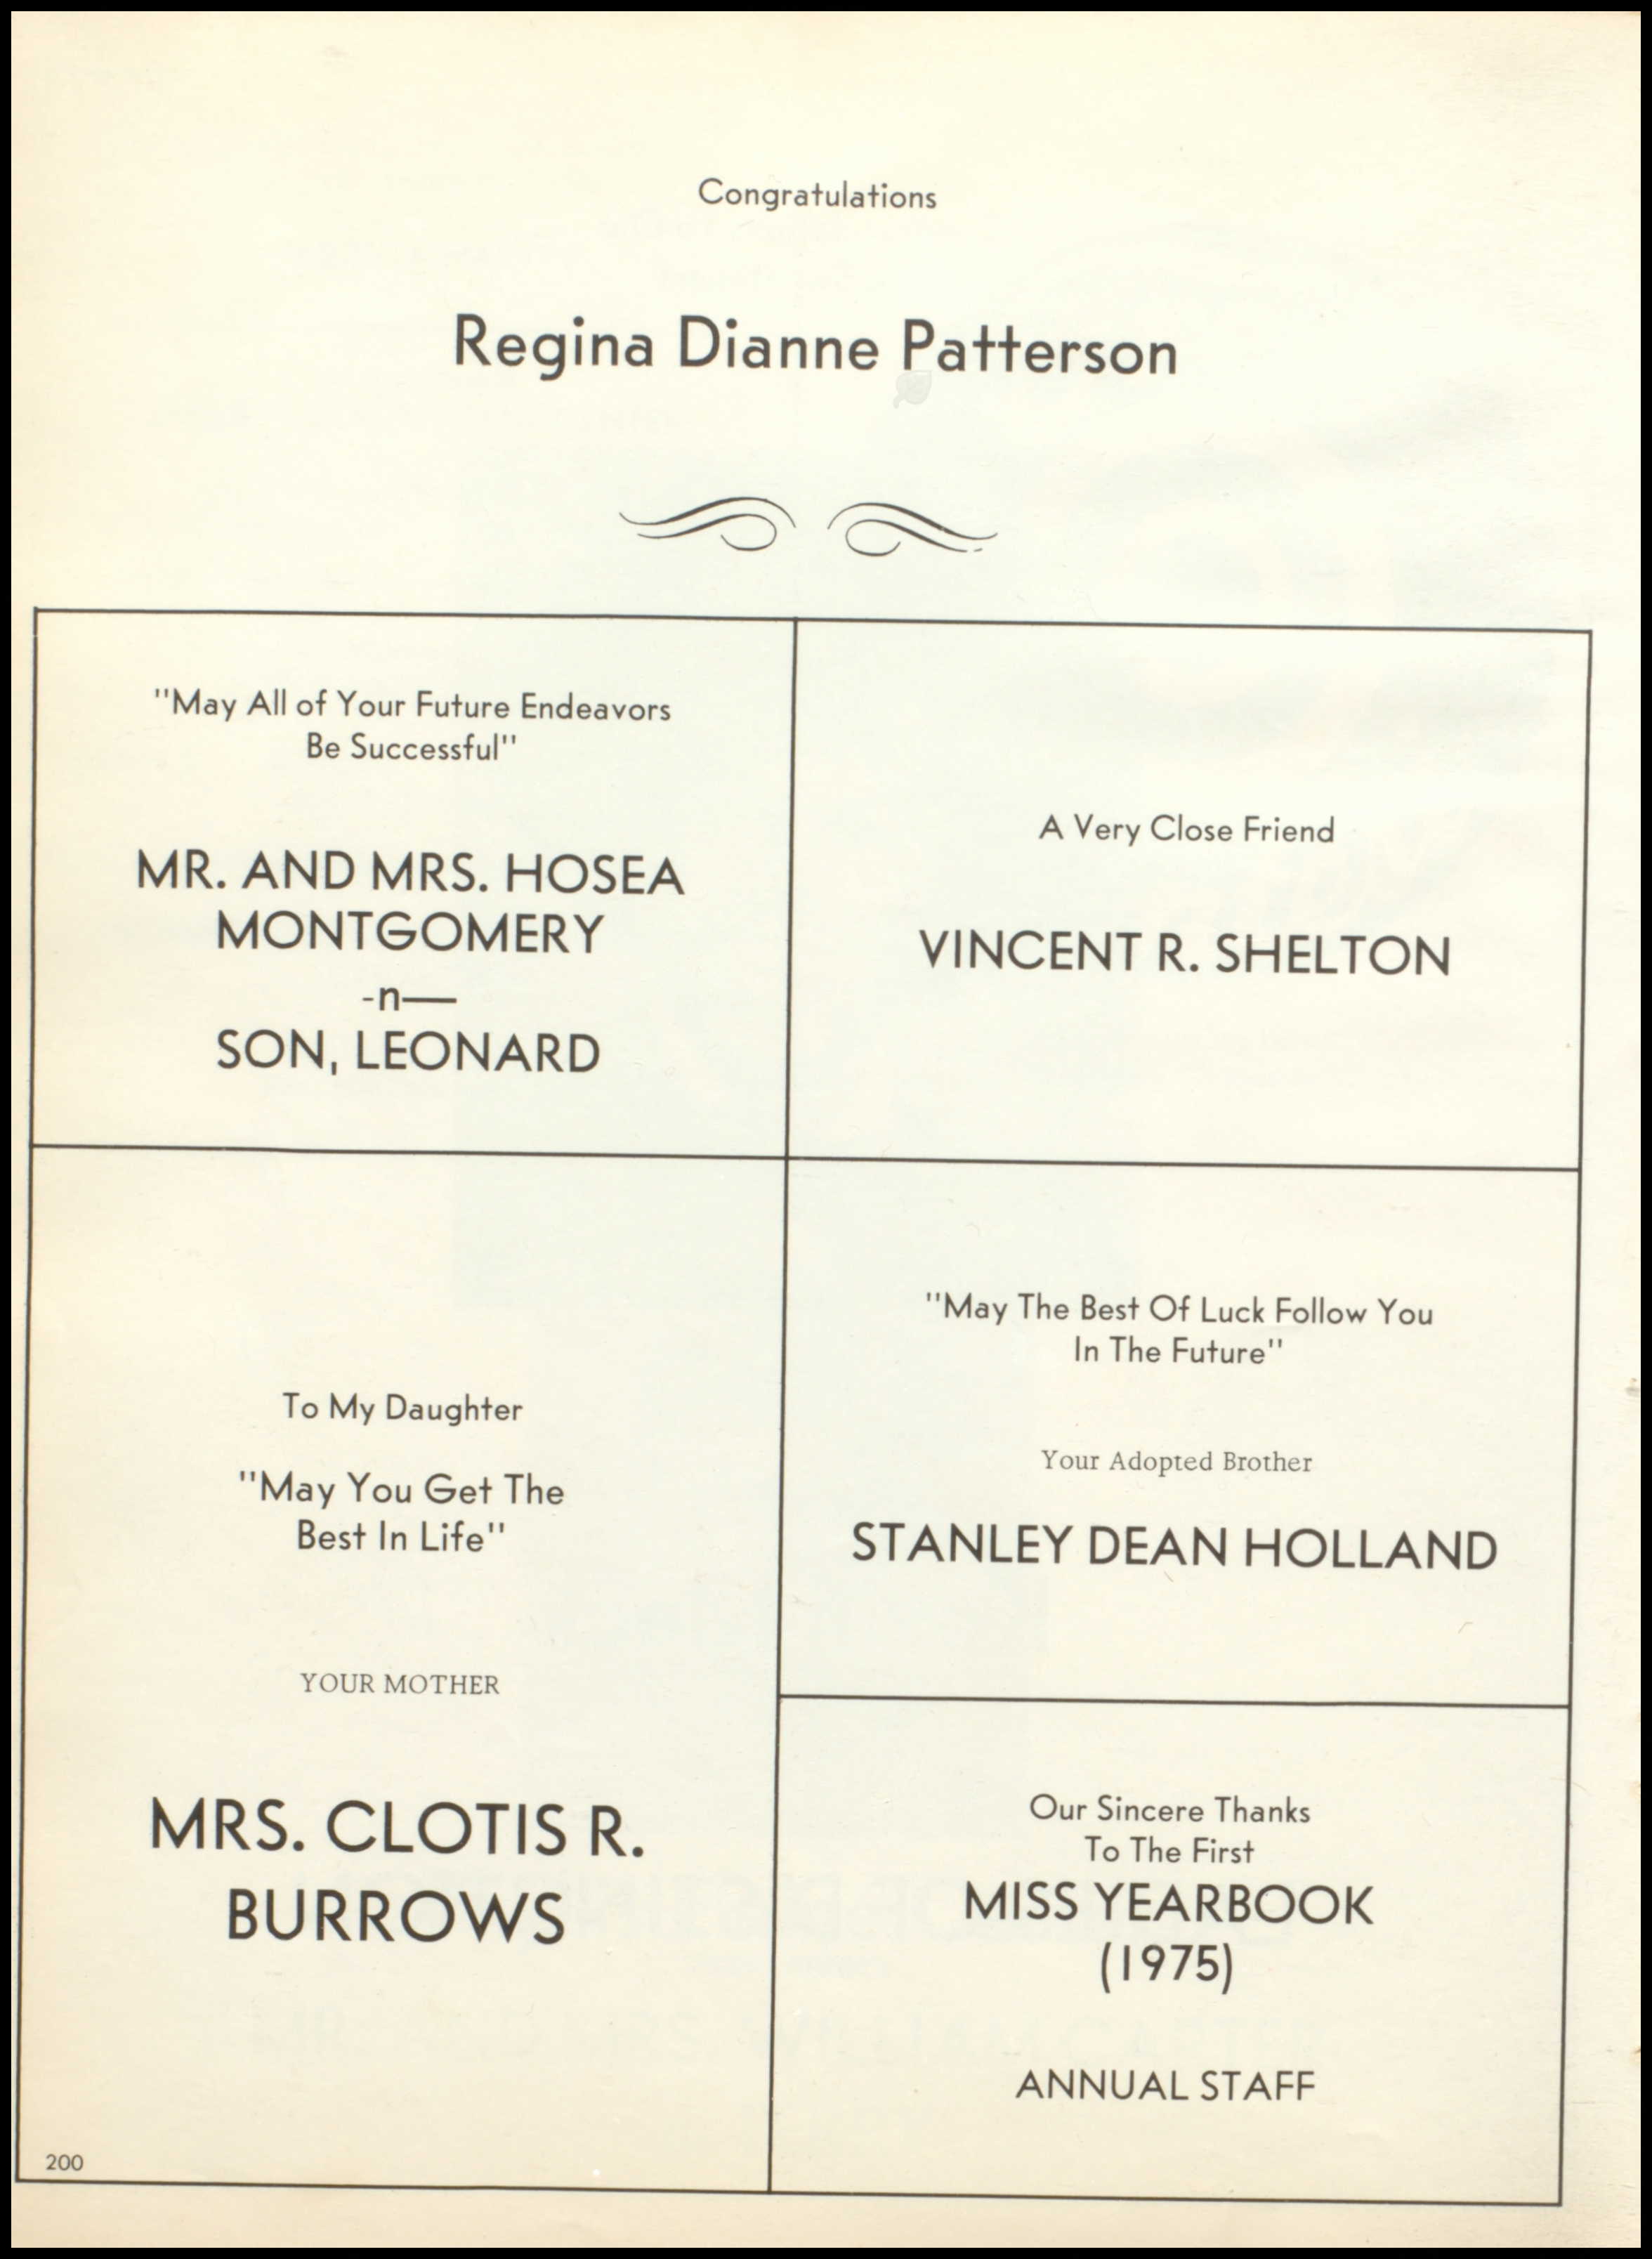 Congratulations
Regina Dianne Patterson
"May All of Your Future Endeavors
Be Successful"
MR. AND MRS. HOSEA
MONTGOMERY
-n—
SON, LEONARD
A Very Close Friend
VINCENT R. SHELTON
To My Daughter
"May You Get The
Best In Life"
YOUR MOTHER
MRS. CLOTIS R.
BURROWS
"May The Best Of Luck Follow You
In The Future"
Your Adopted Brother
STANLEY DEAN HOLLAND
Our Sincere Thanks
To The First
MISS YEARBOOK
(1975)
ANNUAL STAFF
200